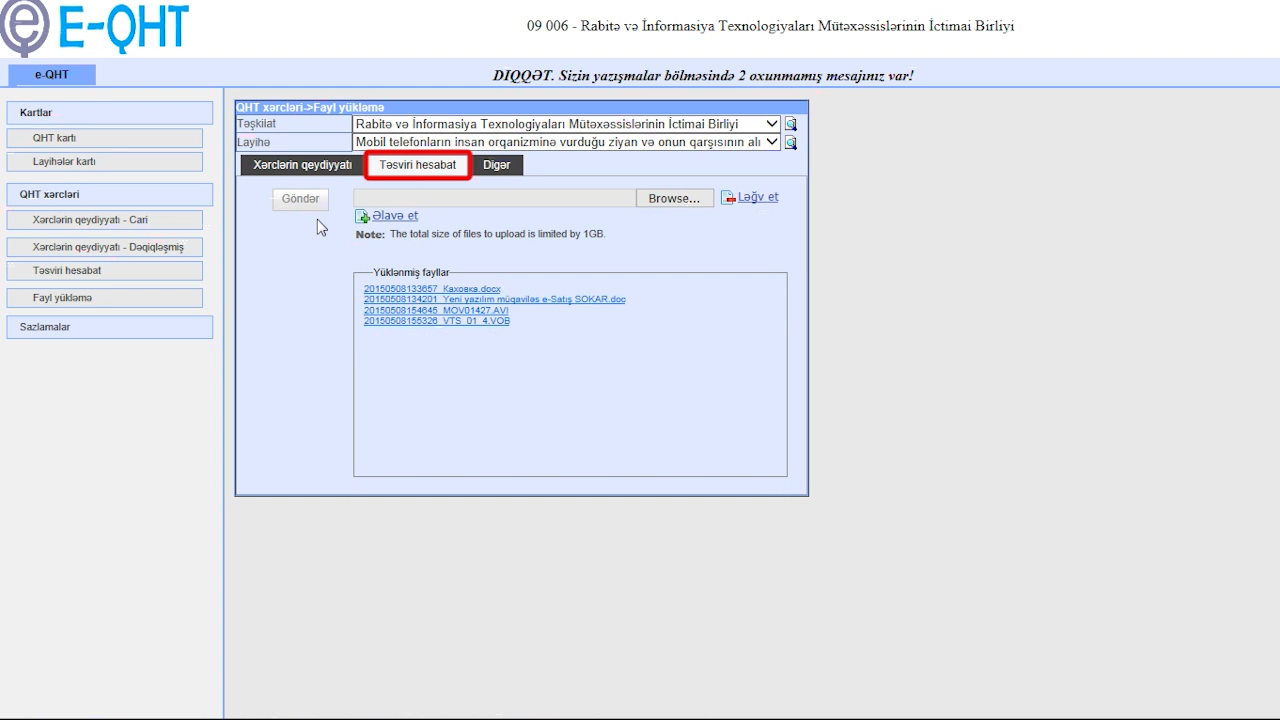 e E-QHT
09 006 - Rabitə və İnformasiya Texnologiyaları Mütəxəssislərinin İctimai Birliyi
e-QHT
DIQQƏT. Sizin yazışmalar bölməsində 2 oxunmamış mesajınız var!
Kartlar
QHT kartı
Layihələr kartı
QHT xərcləri
Xərclərin qeydiyyatı - Cari
Xərclərin qeydiyyatı - Dəqiqləşmiş
Təsviri hesabat
Fayl yükləmə
Sazlamalar
QHT xərcləri->Fayl yükləmə
Təşkilat
Rabitə və İnformasiya Texnologiyaları Mütəxəssislərinin İctimai Birliyi
Layihə
Mobil telefonların insan orqanizminə vurduğu ziyan və onun qarşısının alı
Xərclərin qeydiyyatı
Təsviri hesabat
Digər
Göndər
Browse...
Ləğv et
Əlavə et
Note: The total size of files to upload is limited by 1GB.
Yüklənmiş fayllar
20150508133657_Каховка.docx
20150508134201_Yeni yazılım müqaviləs e-Satış SOKAR.doc
20150508154645_MOV01427.AVI
20150508155326_VTS_01_4.VOB